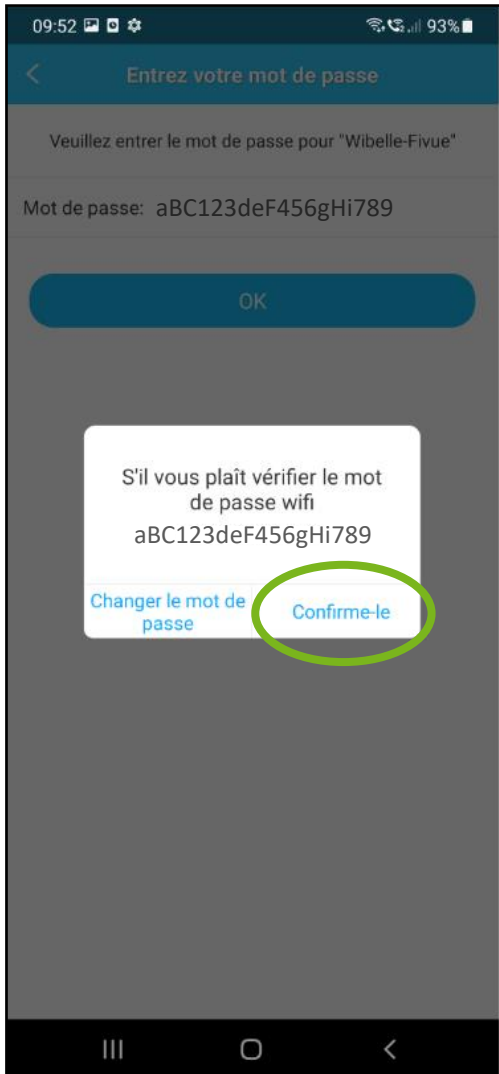 09:52 93%
Entrez votre mot de passe
Veuillez entrer le mot de passe pour "Wibelle-Fivue"
Mot de passe: aBC123deF456gHi789
OK
S'il vous plaît vérifier le mot
de passe wifi
aBC123deF456gHi789
Changer le mot de
passe
Confirme-le